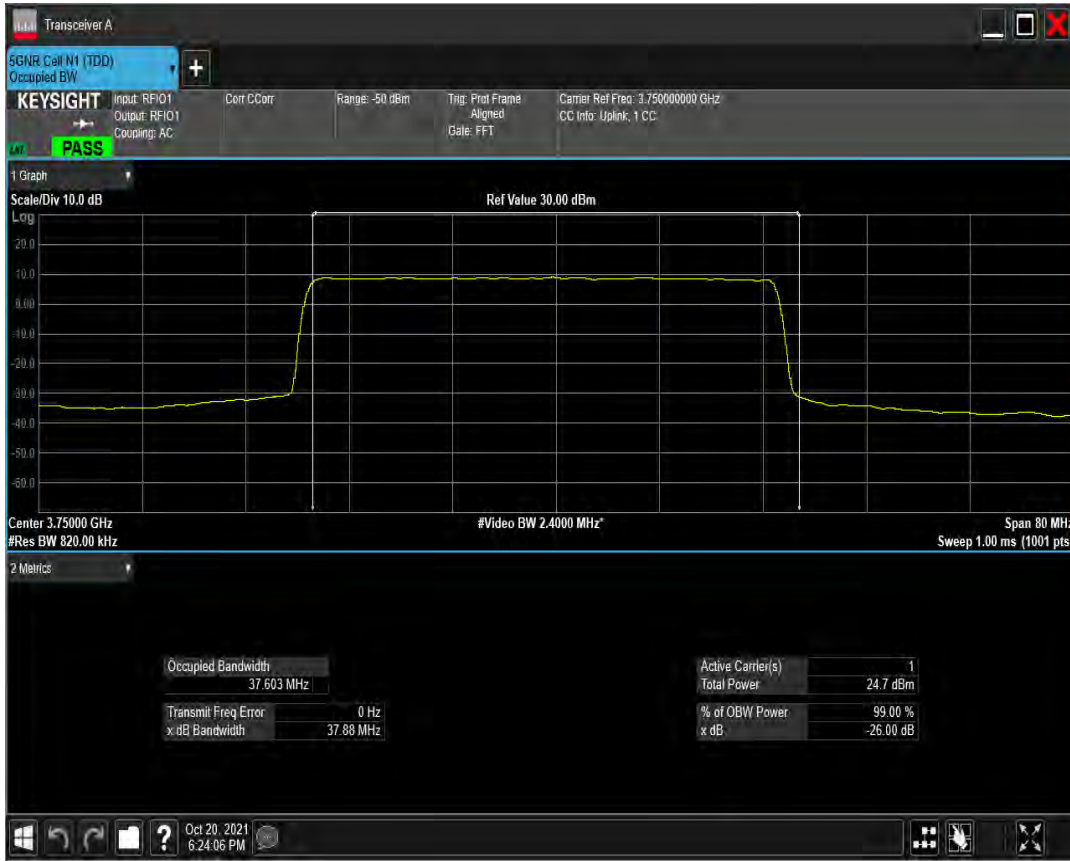 Transceiver A
5GNR Cell N1 (TDD)
Occupied BW
+
KEYSIGHT
Input: RFIO1
Output: RFIO1
Coupling: AC
Corr CCorr
Range: -50 dBm
Trig: Prot Frame
Aligned
Gate: FFT
Carrier Ref Freq: 3.750000000 GHz
CC Info: Uplink, 1 CC
PASS
1 Graph
Scale/Div 10.0 dB
Ref Value 30.00 dBm
Log
20.0
10.0
0.00
-10.0
-20.0
-30.0
-40.0
-50.0
-60.0
Center 3.75000 GHz
#Video BW 2.4000 MHz*
Span 80 MHz
#Res BW 820.00 kHz
Sweep 1.00 ms (1001 pts
2 Metrics
Occupied Bandwidth
37.603 MHz
Transmit Freq Error 0 Hz
x dB Bandwidth 37.88 MHz
Active Carrier(s) 1
Total Power 24.7 dBm
% of OBW Power 99.00 %
x dB -26.00 dB
?
Oct 20, 2021
6:24:06 PM